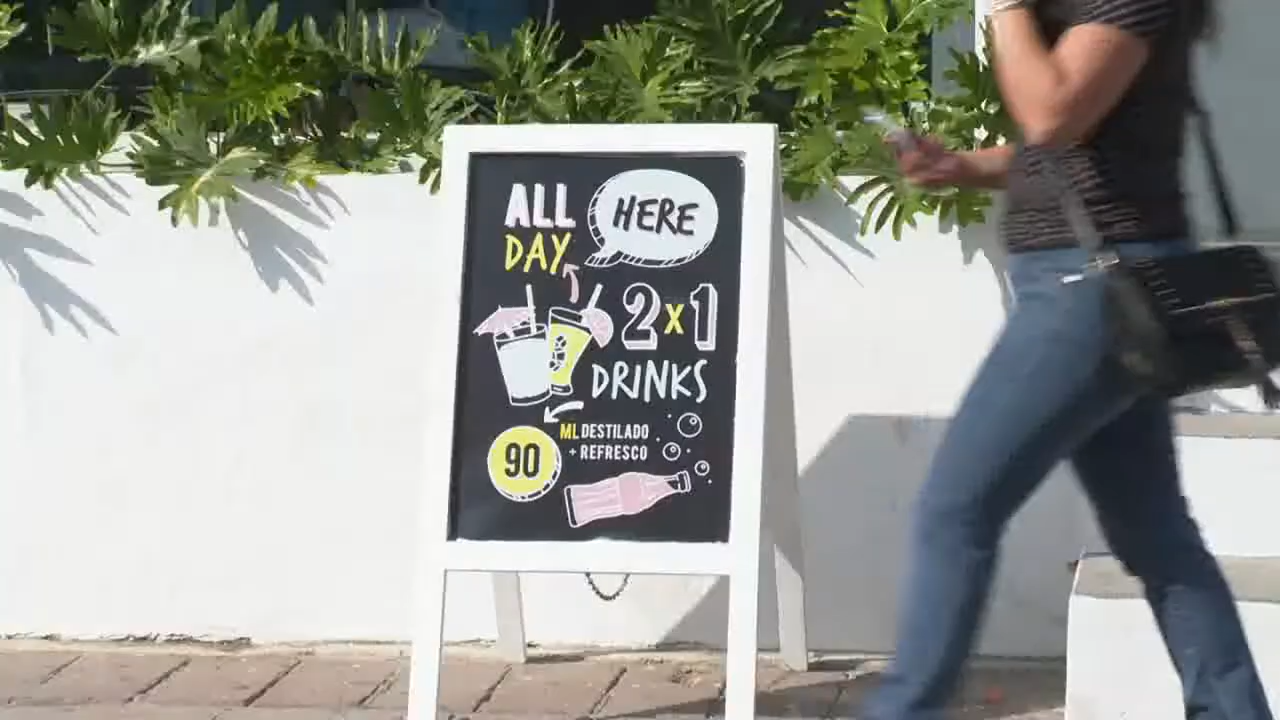 ALL
DAY
HERE
2x1
DRINKS
90
ML DESTILADO
+ REFRESCO